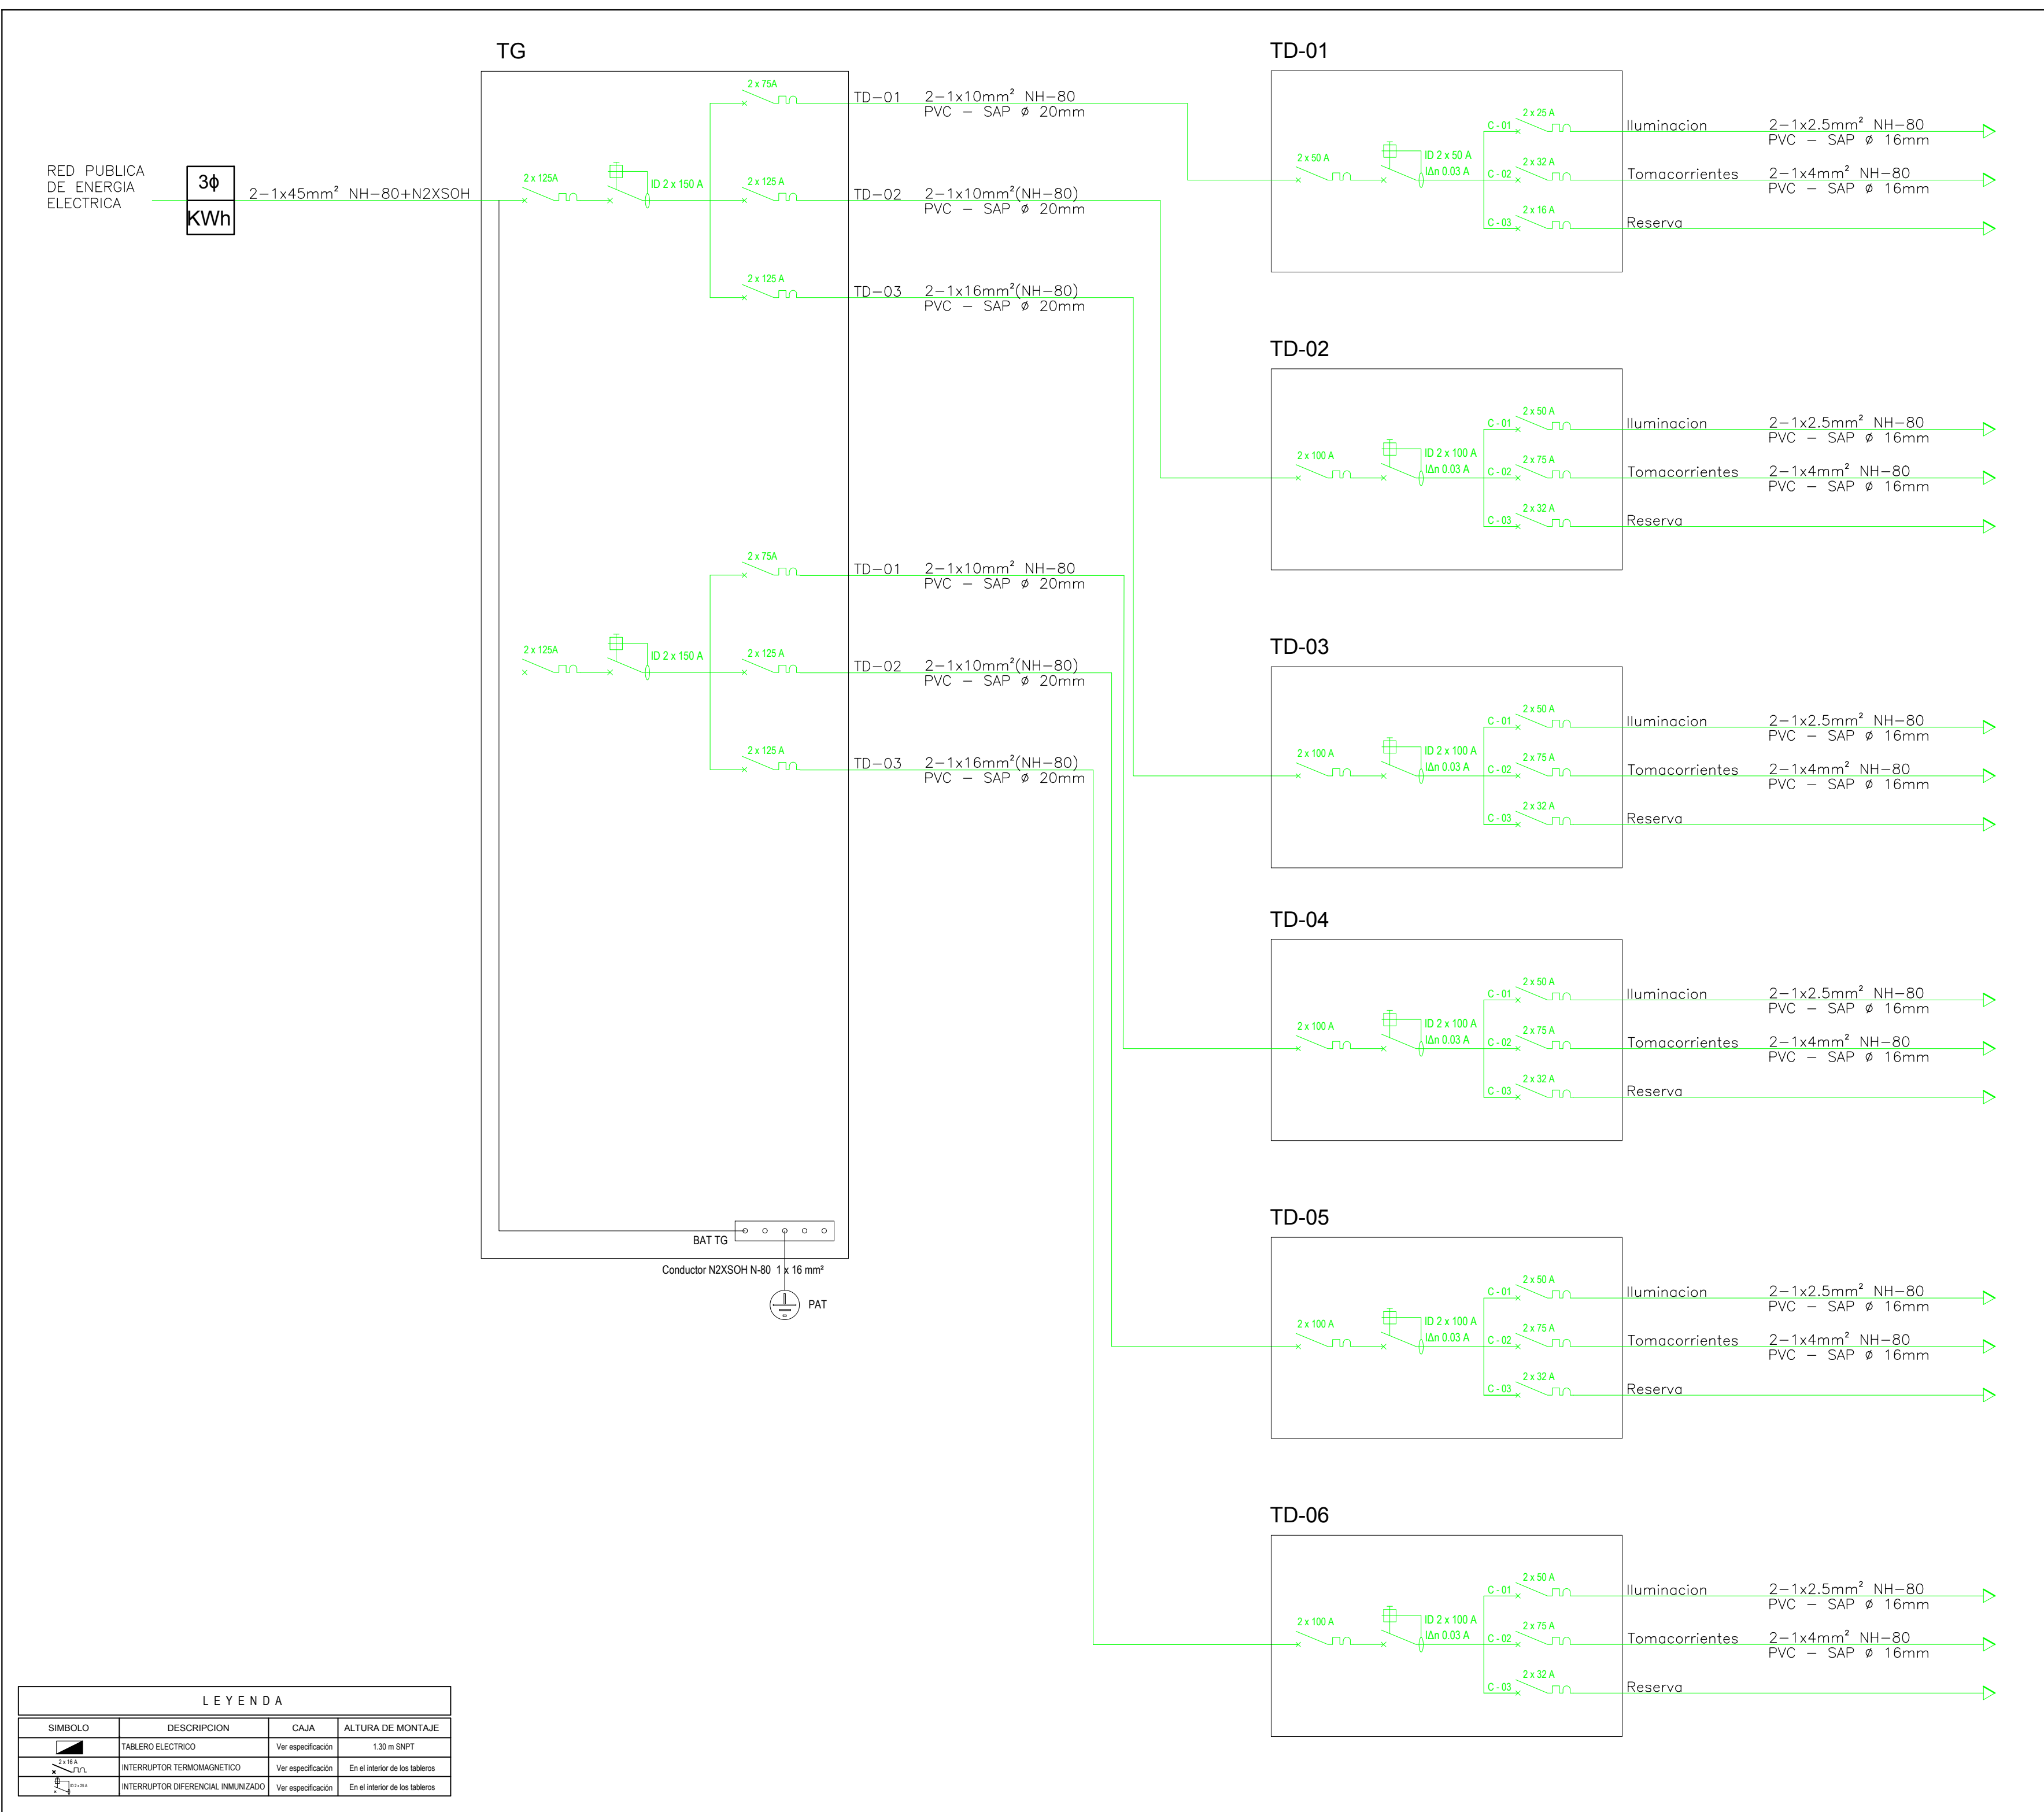 TG
RED PUBLICA
DE ENERGIA
ELECTRICA
3ϕ
KWh
2-1x45mm² NH-80+N2XSOH
2 x 125A
ID 2 x 150 A
2 x 75A
TD-01 2-1x10mm² NH-80
PVC - SAP ø 20mm
2 x 125 A
TD-02 2-1x10mm²(NH-80)
PVC - SAP ø 20mm
2 x 125 A
TD-03 2-1x16mm²(NH-80)
PVC - SAP ø 20mm
2 x 125A
ID 2 x 150 A
2 x 75A
TD-01 2-1x10mm² NH-80
PVC - SAP ø 20mm
2 x 125 A
TD-02 2-1x10mm²(NH-80)
PVC - SAP ø 20mm
2 x 125 A
TD-03 2-1x16mm²(NH-80)
PVC - SAP ø 20mm
BAT TG
Conductor N2XSOH N-80 1 x 16 mm²
PAT
TD-01
2 x 50 A
ID 2 x 50 A
IΔn 0.03 A
C - 01
2 x 25 A
Iluminacion 2-1x2.5mm² NH-80
PVC - SAP ø 16mm
C - 02
2 x 32 A
Tomacorrientes 2-1x4mm² NH-80
PVC - SAP ø 16mm
C - 03
2 x 16 A
Reserva
TD-02
2 x 100 A
ID 2 x 100 A
IΔn 0.03 A
C - 01
2 x 50 A
Iluminacion 2-1x2.5mm² NH-80
PVC - SAP ø 16mm
C - 02
2 x 75 A
Tomacorrientes 2-1x4mm² NH-80
PVC - SAP ø 16mm
C - 03
2 x 32 A
Reserva
TD-03
2 x 100 A
ID 2 x 100 A
IΔn 0.03 A
C - 01
2 x 50 A
Iluminacion 2-1x2.5mm² NH-80
PVC - SAP ø 16mm
C - 02
2 x 75 A
Tomacorrientes 2-1x4mm² NH-80
PVC - SAP ø 16mm
C - 03
2 x 32 A
Reserva
TD-04
2 x 100 A
ID 2 x 100 A
IΔn 0.03 A
C - 01
2 x 50 A
Iluminacion 2-1x2.5mm² NH-80
PVC - SAP ø 16mm
C - 02
2 x 75 A
Tomacorrientes 2-1x4mm² NH-80
PVC - SAP ø 16mm
C - 03
2 x 32 A
Reserva
TD-05
2 x 100 A
ID 2 x 100 A
IΔn 0.03 A
C - 01
2 x 50 A
Iluminacion 2-1x2.5mm² NH-80
PVC - SAP ø 16mm
C - 02
2 x 75 A
Tomacorrientes 2-1x4mm² NH-80
PVC - SAP ø 16mm
C - 03
2 x 32 A
Reserva
TD-06
2 x 100 A
ID 2 x 100 A
IΔn 0.03 A
C - 01
2 x 50 A
Iluminacion 2-1x2.5mm² NH-80
PVC - SAP ø 16mm
C - 02
2 x 75 A
Tomacorrientes 2-1x4mm² NH-80
PVC - SAP ø 16mm
C - 03
2 x 32 A
Reserva
LEYENDA
SIMBOLO DESCRIPCION CAJA ALTURA DE MONTAJE
TABLERO ELECTRICO Ver especificación 1.30 m SNPT
2 x 16 A INTERRUPTOR TERMOMAGNETICO Ver especificación En el interior de los tableros
ID 2 x 25 A INTERRUPTOR DIFERENCIAL INMUNIZADO Ver especificación En el interior de los tableros